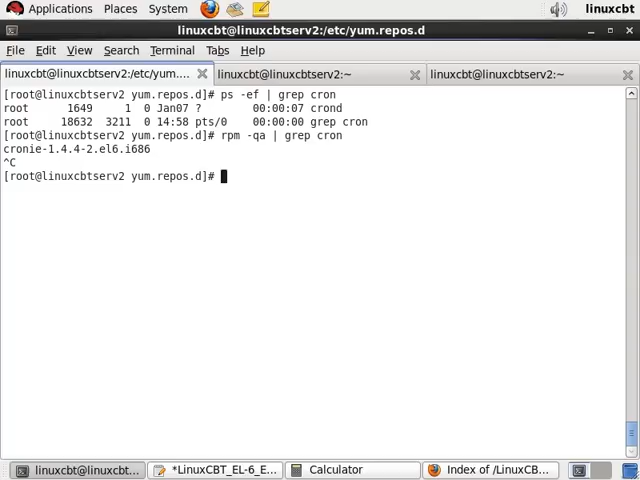 Applications Places System linuxcbt
linuxcbt@linuxcbtserv2:/etc/yum.repos.d
File Edit View Search Terminal Tabs Help
linuxcbt@linuxcbtserv2:/etc/yum.... linuxcbt@linuxcbtserv2:~ linuxcbt@linuxcbtserv2:~
[root@linuxcbtserv2 yum.repos.d]# ps -ef | grep cron
root 1649 1 0 Jan07 ? 00:00:07 crond
root 18632 3211 0 14:58 pts/0 00:00:00 grep cron
[root@linuxcbtserv2 yum.repos.d]# rpm -qa | grep cron
cronie-1.4.4-2.el6.i686
^C
[root@linuxcbtserv2 yum.repos.d]#
linuxcbt@linuxcbt... *LinuxCBT_EL-6_E... Calculator Index of /LinuxCB...